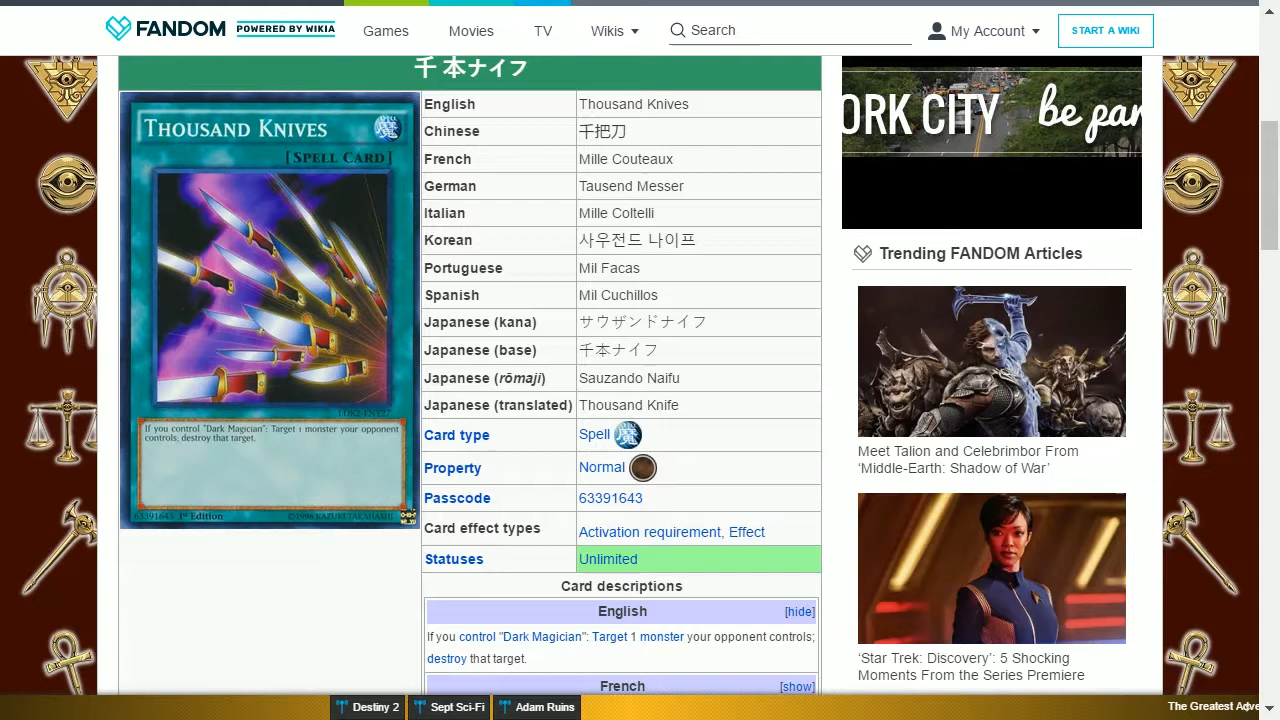 FANDOM
POWERED BY WIKIA
Games
Movies
TV
Wikis
Search
My Account
START A WIKI
千本ナイフ
THOUSAND KNIVES
魔
[SPELL CARD]
If you control "Dark Magician": Target 1 monster your opponent
controls; destroy that target.
63391643
1st Edition
©1996 KAZUKI TAKAHASHI
English Thousand Knives
Chinese 千把刀
French Mille Couteaux
German Tausend Messer
Italian Mille Coltelli
Korean 사우전드 나이프
Portuguese Mil Facas
Spanish Mil Cuchillos
Japanese (kana) サウザンドナイフ
Japanese (base) 千本ナイフ
Japanese (rōmaji) Sauzando Naifu
Japanese (translated) Thousand Knife
Card type Spell 魔
Property Normal
Passcode 63391643
Card effect types Activation requirement, Effect
Statuses Unlimited
Card descriptions
English [hide]
If you control "Dark Magician": Target 1 monster your opponent controls;
destroy that target.
French [show]
ORK CITY
be par
Trending FANDOM Articles
Meet Talion and Celebrimbor From
‘Middle-Earth: Shadow of War’
‘Star Trek: Discovery’: 5 Shocking
Moments From the Series Premiere
Destiny 2
Sept Sci-Fi
Adam Ruins
The Greatest Adve